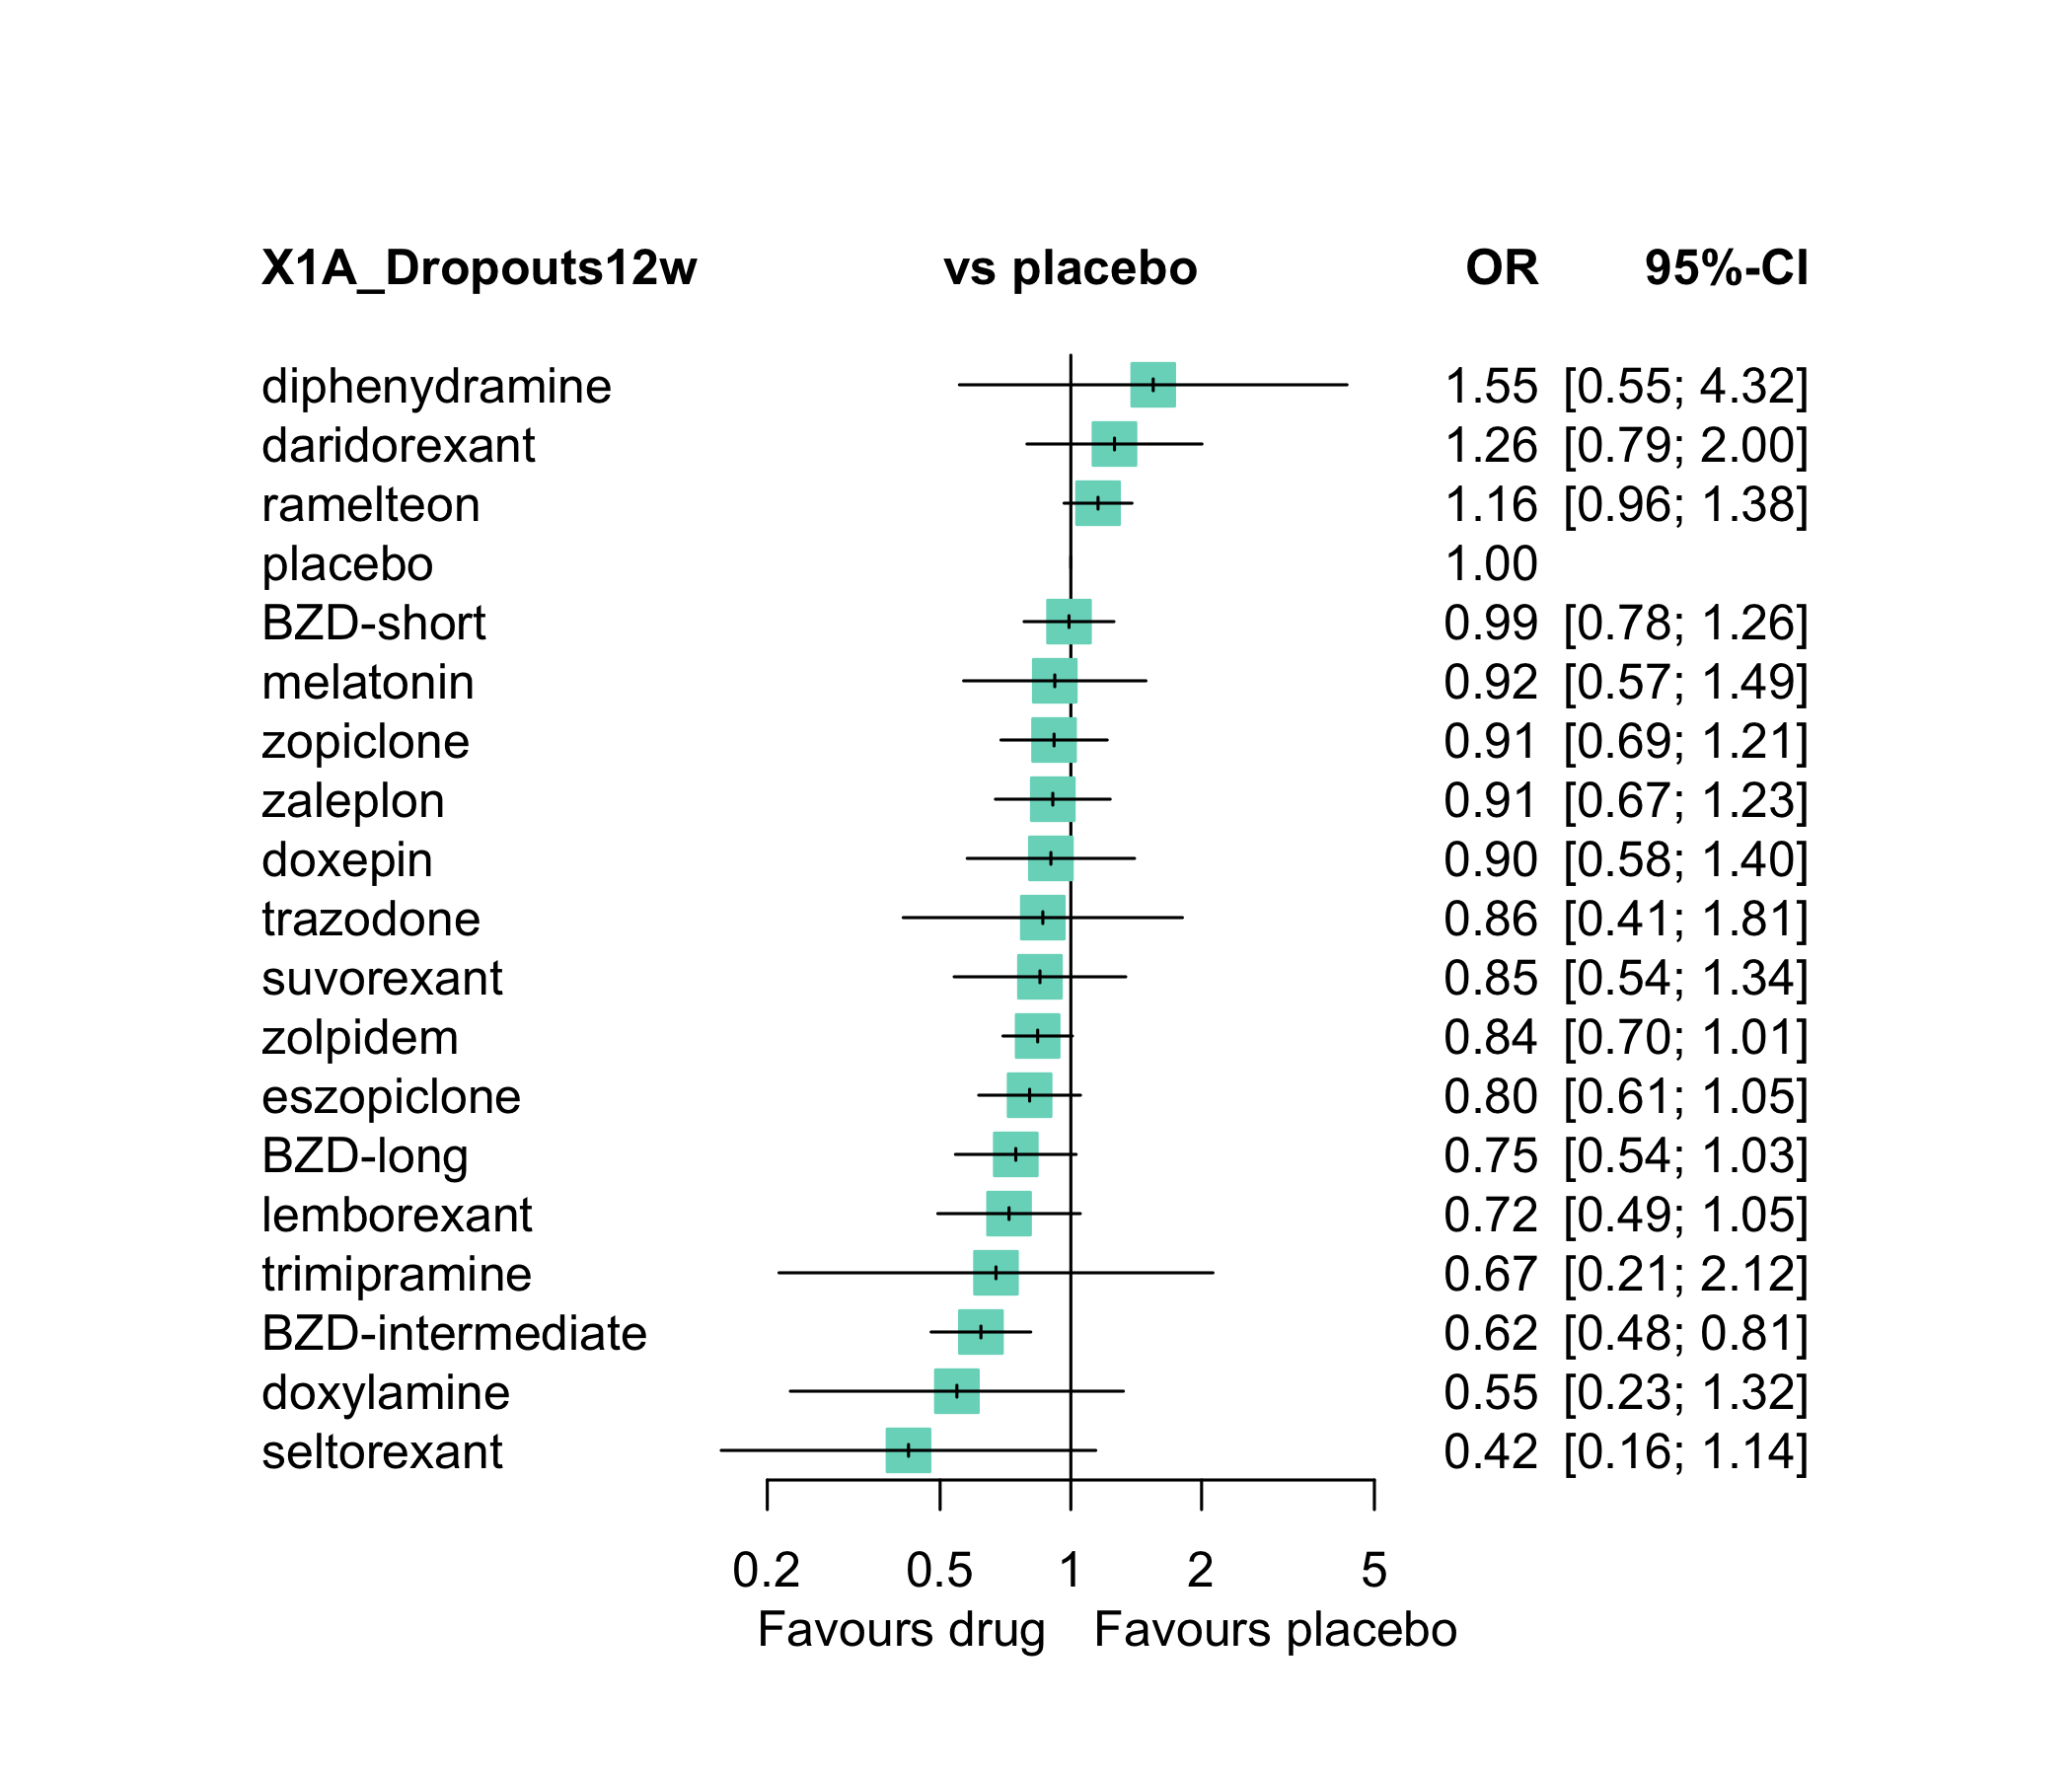 X1A_Dropouts12w vs placebo OR 95%-CI
diphenydramine 1.55 [0.55; 4.32]
daridorexant 1.26 [0.79; 2.00]
ramelteon 1.16 [0.96; 1.38]
placebo 1.00
BZD-short 0.99 [0.78; 1.26]
melatonin 0.92 [0.57; 1.49]
zopiclone 0.91 [0.69; 1.21]
zaleplon 0.91 [0.67; 1.23]
doxepin 0.90 [0.58; 1.40]
trazodone 0.86 [0.41; 1.81]
suvorexant 0.85 [0.54; 1.34]
zolpidem 0.84 [0.70; 1.01]
eszopiclone 0.80 [0.61; 1.05]
BZD-long 0.75 [0.54; 1.03]
lemborexant 0.72 [0.49; 1.05]
trimipramine 0.67 [0.21; 2.12]
BZD-intermediate 0.62 [0.48; 0.81]
doxylamine 0.55 [0.23; 1.32]
seltorexant 0.42 [0.16; 1.14]
0.2 0.5 1 2 5
Favours drug Favours placebo